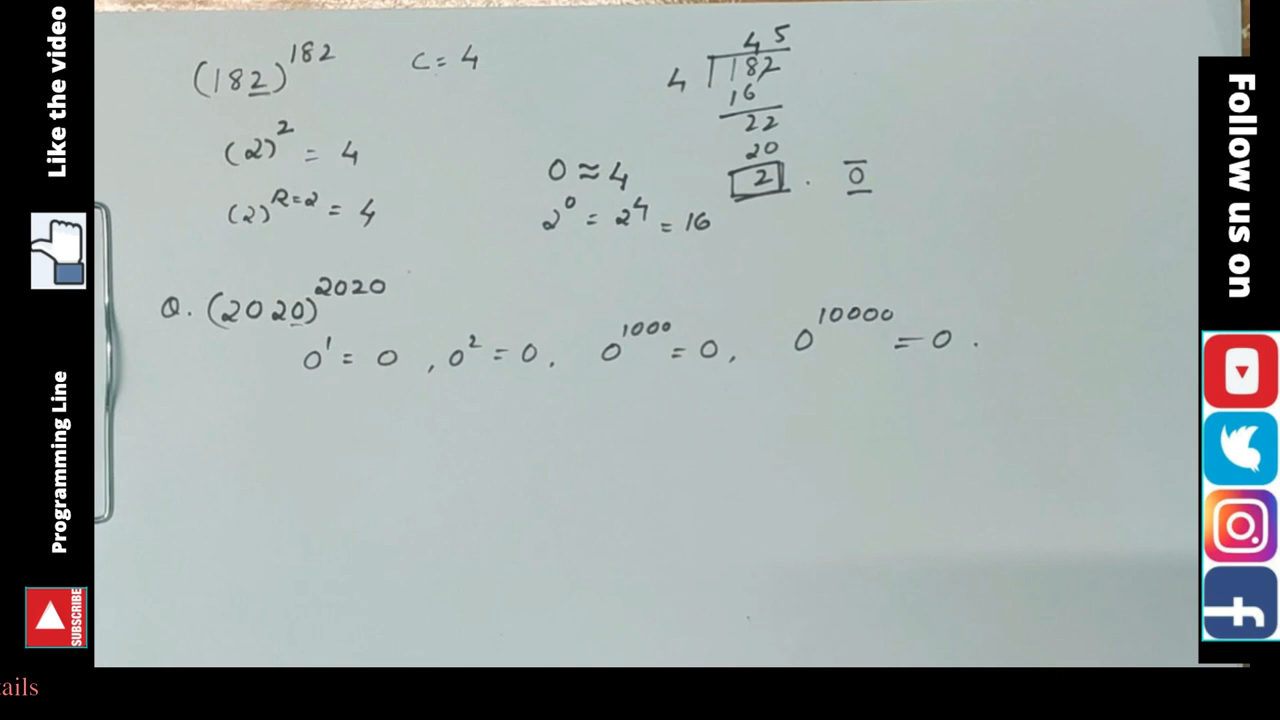 Like the video
Programming Line
SUBSCRIBE
tails
(182)^182 C = 4
(2)^2 = 4
(2)^R=2 = 4
45
4 182
16
22
20
2 . 0
0 ≈ 4
2^0 = 2^4 = 16
Q. (2020)^2020
0^1 = 0 , 0^2 = 0, 0^1000 = 0, 0^10000 = 0 .
Follow us on